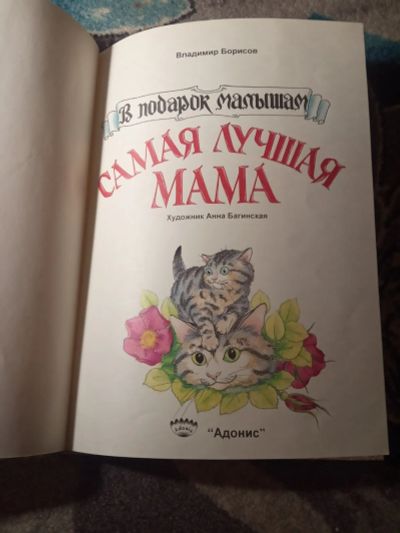 Владимир Борисов
В подарок малышам
САМАЯ ЛУЧШАЯ
МАМА
Художник Анна Багинская
"Адонис"